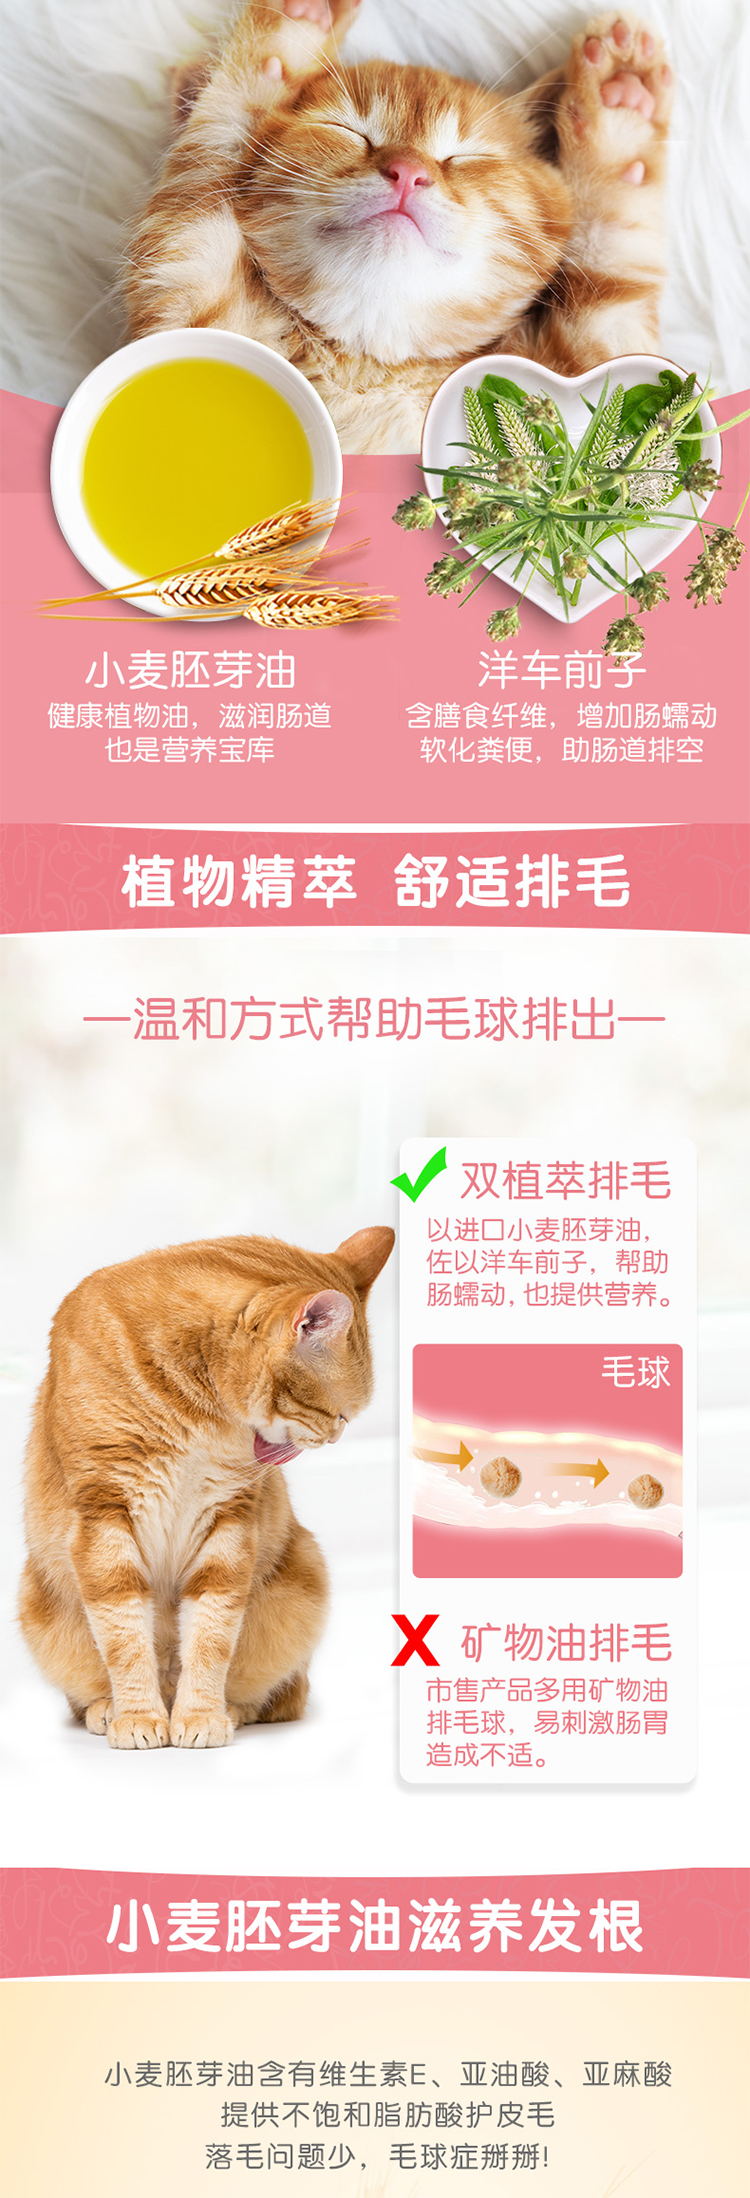 小麦胚芽油
健康植物油，滋润肠道
也是营养宝库
洋车前子
含膳食纤维，增加肠蠕动
软化粪便，助肠道排空
植物精萃 舒适排毛
—温和方式帮助毛球排出—
双植萃排毛
以进口小麦胚芽油，
佐以洋车前子，帮助
肠蠕动，也提供营养。
毛球
X 矿物油排毛
市售产品多用矿物油
排毛球，易刺激肠胃
造成不适。
小麦胚芽油滋养发根
小麦胚芽油含有维生素E、亚油酸、亚麻酸
提供不饱和脂肪酸护皮毛
落毛问题少，毛球症掰掰!